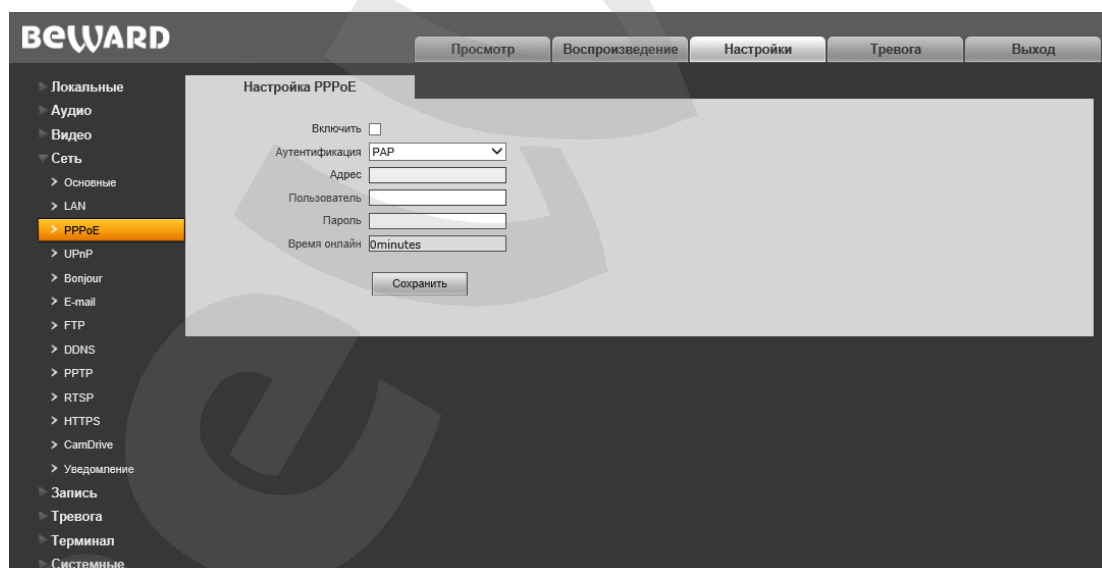 BEWARD
Просмотр
Воспроизведение
Настройки
Тревога
Выход
Локальные
Аудио
Видео
Сеть
Основные
LAN
PPPoE
UPnP
Bonjour
E-mail
FTP
DDNS
PPTP
RTSP
HTTPS
CamDrive
Уведомление
Запись
Тревога
Терминал
Системные
Настройка PPPoE
Включить
Аутентификация PAP
Адрес
Пользователь
Пароль
Время онлайн 0minutes
Сохранить